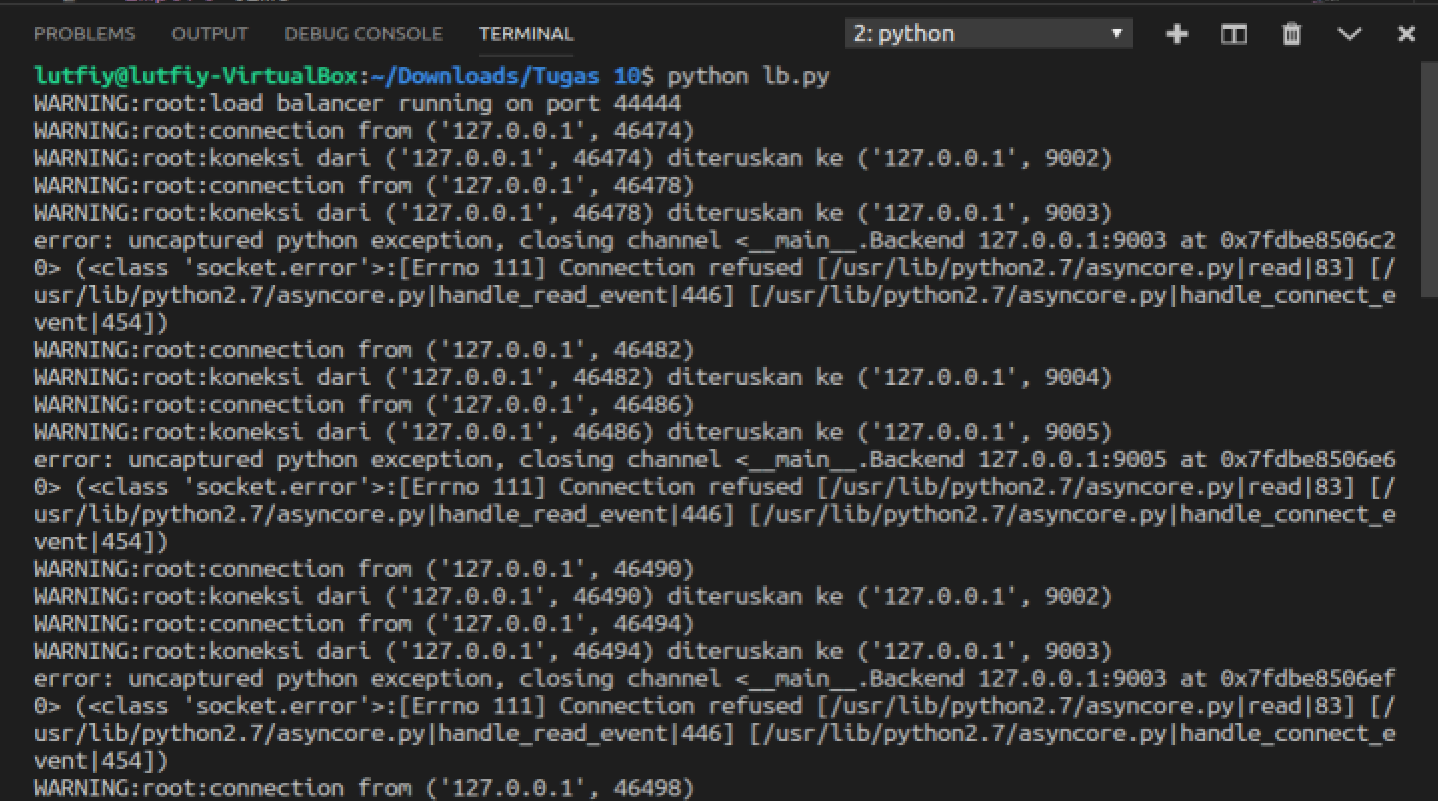 PROBLEMS OUTPUT DEBUG CONSOLE TERMINAL 2: python
lutfiy@lutfiy-VirtualBox:~/Downloads/Tugas 10$ python lb.py
WARNING:root:load balancer running on port 44444
WARNING:root:connection from ('127.0.0.1', 46474)
WARNING:root:koneksi dari ('127.0.0.1', 46474) diteruskan ke ('127.0.0.1', 9002)
WARNING:root:connection from ('127.0.0.1', 46478)
WARNING:root:koneksi dari ('127.0.0.1', 46478) diteruskan ke ('127.0.0.1', 9003)
error: uncaptured python exception, closing channel <__main__.Backend 127.0.0.1:9003 at 0x7fdbe8506c2
0> (<class 'socket.error'>:[Errno 111] Connection refused [/usr/lib/python2.7/asyncore.py|read|83] [/
usr/lib/python2.7/asyncore.py|handle_read_event|446] [/usr/lib/python2.7/asyncore.py|handle_connect_e
vent|454])
WARNING:root:connection from ('127.0.0.1', 46482)
WARNING:root:koneksi dari ('127.0.0.1', 46482) diteruskan ke ('127.0.0.1', 9004)
WARNING:root:connection from ('127.0.0.1', 46486)
WARNING:root:koneksi dari ('127.0.0.1', 46486) diteruskan ke ('127.0.0.1', 9005)
error: uncaptured python exception, closing channel <__main__.Backend 127.0.0.1:9005 at 0x7fdbe8506e6
0> (<class 'socket.error'>:[Errno 111] Connection refused [/usr/lib/python2.7/asyncore.py|read|83] [/
usr/lib/python2.7/asyncore.py|handle_read_event|446] [/usr/lib/python2.7/asyncore.py|handle_connect_e
vent|454])
WARNING:root:connection from ('127.0.0.1', 46490)
WARNING:root:koneksi dari ('127.0.0.1', 46490) diteruskan ke ('127.0.0.1', 9002)
WARNING:root:connection from ('127.0.0.1', 46494)
WARNING:root:koneksi dari ('127.0.0.1', 46494) diteruskan ke ('127.0.0.1', 9003)
error: uncaptured python exception, closing channel <__main__.Backend 127.0.0.1:9003 at 0x7fdbe8506ef
0> (<class 'socket.error'>:[Errno 111] Connection refused [/usr/lib/python2.7/asyncore.py|read|83] [/
usr/lib/python2.7/asyncore.py|handle_read_event|446] [/usr/lib/python2.7/asyncore.py|handle_connect_e
vent|454])
WARNING:root:connection from ('127.0.0.1', 46498)